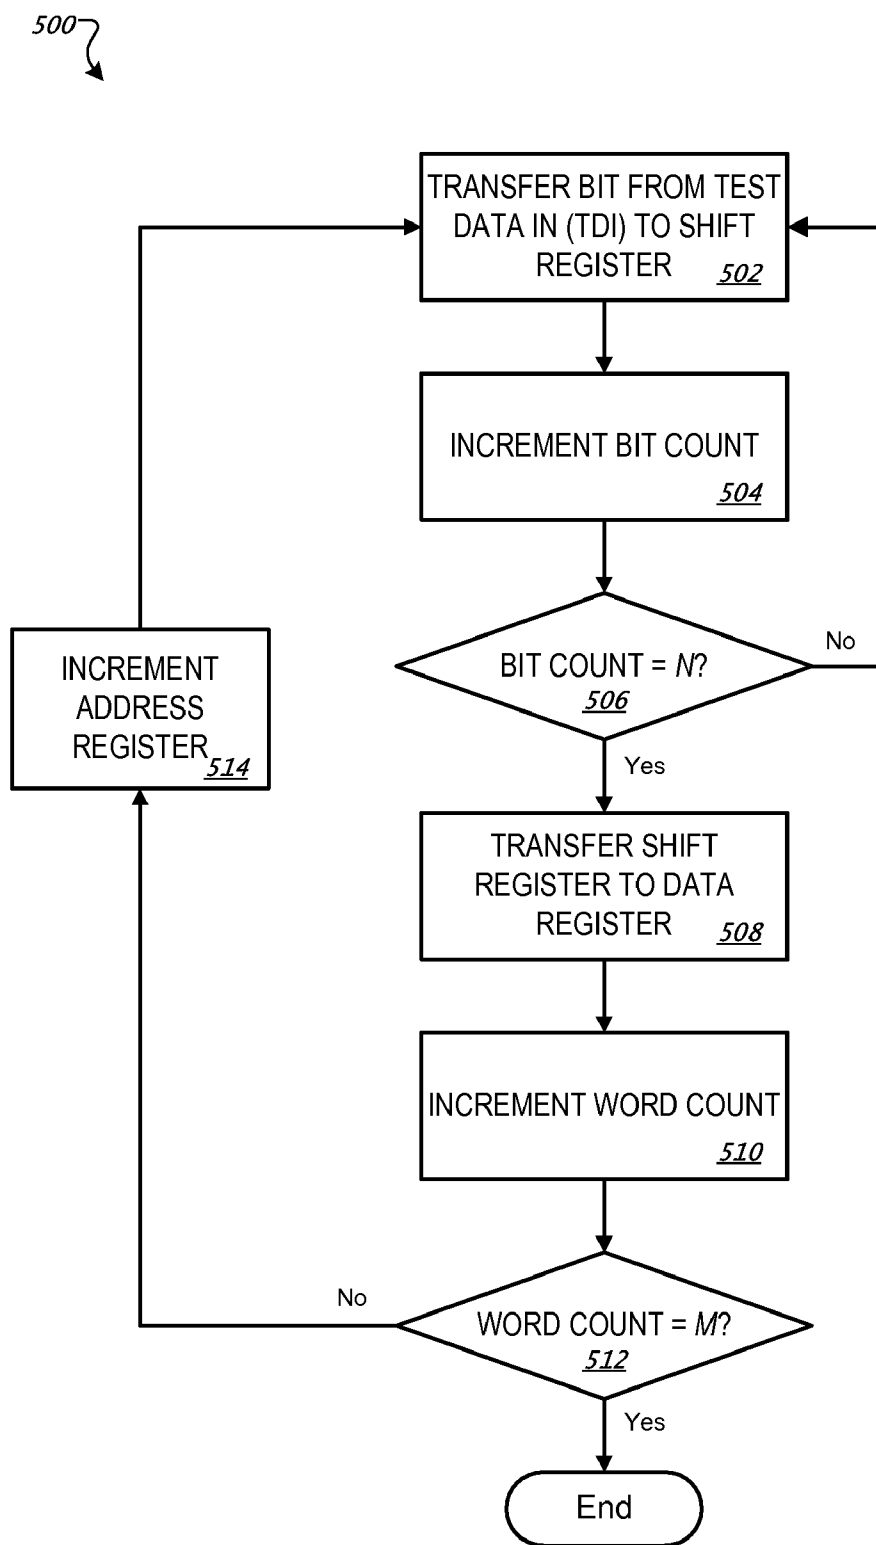 500
TRANSFER BIT FROM TEST
DATA IN (TDI) TO SHIFT
REGISTER
502
INCREMENT BIT COUNT
504
BIT COUNT = N?
506
No
Yes
INCREMENT
ADDRESS
REGISTER
514
TRANSFER SHIFT
REGISTER TO DATA
REGISTER
508
INCREMENT WORD COUNT
510
No
WORD COUNT = M?
512
Yes
End